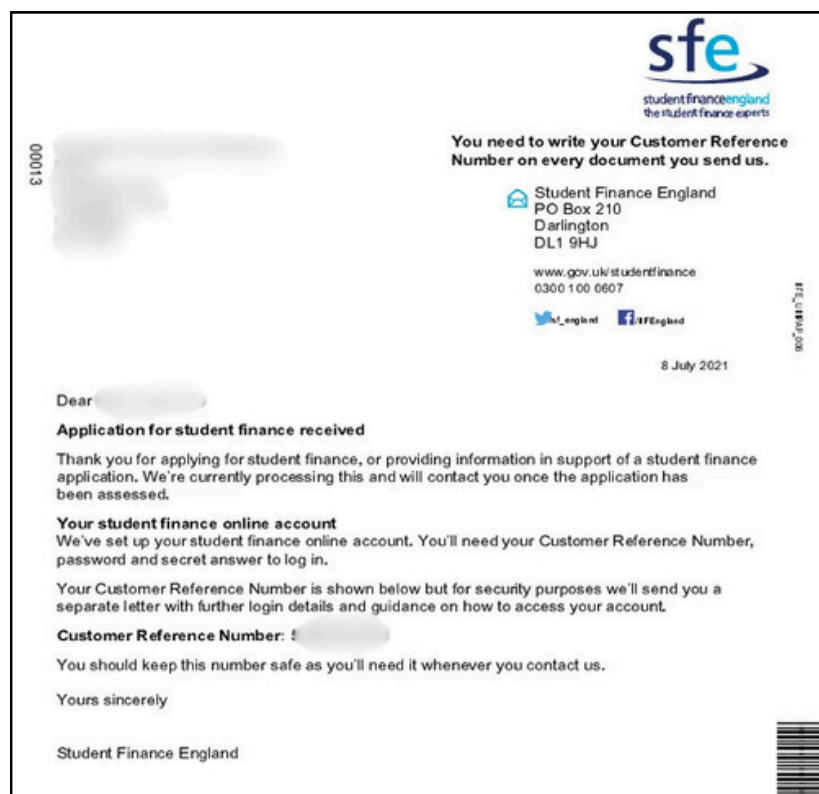 sfe
studentfinanceengland
the student finance experts
You need to write your Customer Reference
Number on every document you send us.
00013
Student Finance England
PO Box 210
Darlington
DL1 9HJ
www.gov.uk/studentfinance
0300 100 0607
/sf_england
8 July 2021
Dear
Application for student finance received
Thank you for applying for student finance, or providing information in support of a student finance
application. We're currently processing this and will contact you once the application has
been assessed.
Your student finance online account
We've set up your student finance online account. You'll need your Customer Reference Number,
password and secret answer to log in.
Your Customer Reference Number is shown below but for security purposes we'll send you a
separate letter with further login details and guidance on how to access your account.
Customer Reference Number:
You should keep this number safe as you'll need it whenever you contact us.
Yours sincerely
Student Finance England